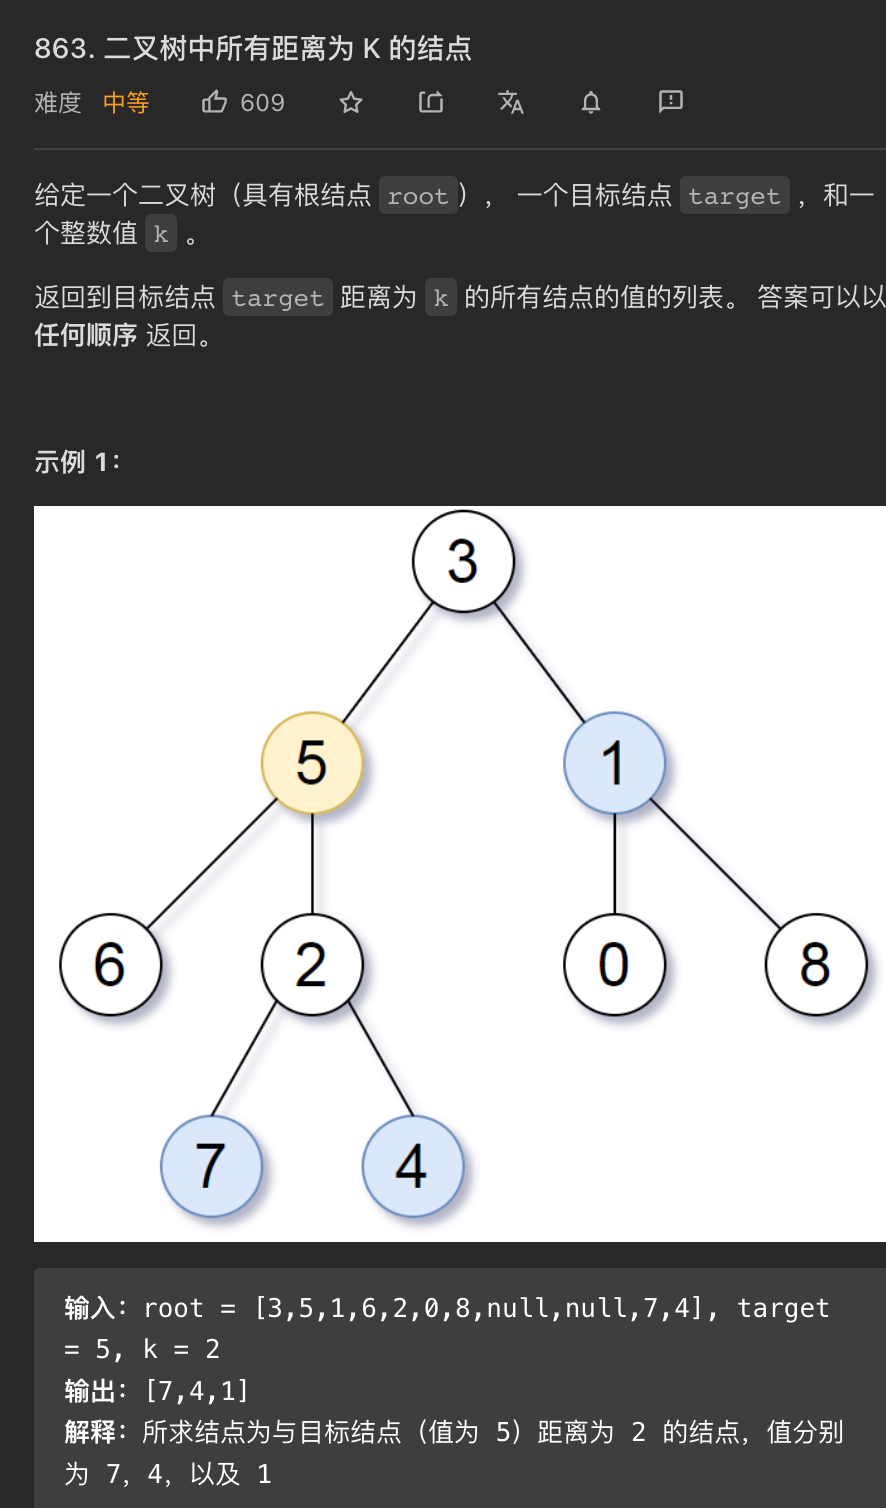 863. 二叉树中所有距离为 K 的结点
难度 中等 609
给定一个二叉树（具有根结点 root）， 一个目标结点 target ，和一
个整数值 k 。
返回到目标结点 target 距离为 k 的所有结点的值的列表。 答案可以以
任何顺序 返回。
示例 1：
3
5 1
6 2 0 8
7 4
输入：root = [3,5,1,6,2,0,8,null,null,7,4], target
= 5, k = 2
输出：[7,4,1]
解释：所求结点为与目标结点（值为 5）距离为 2 的结点，值分别
为 7，4，以及 1